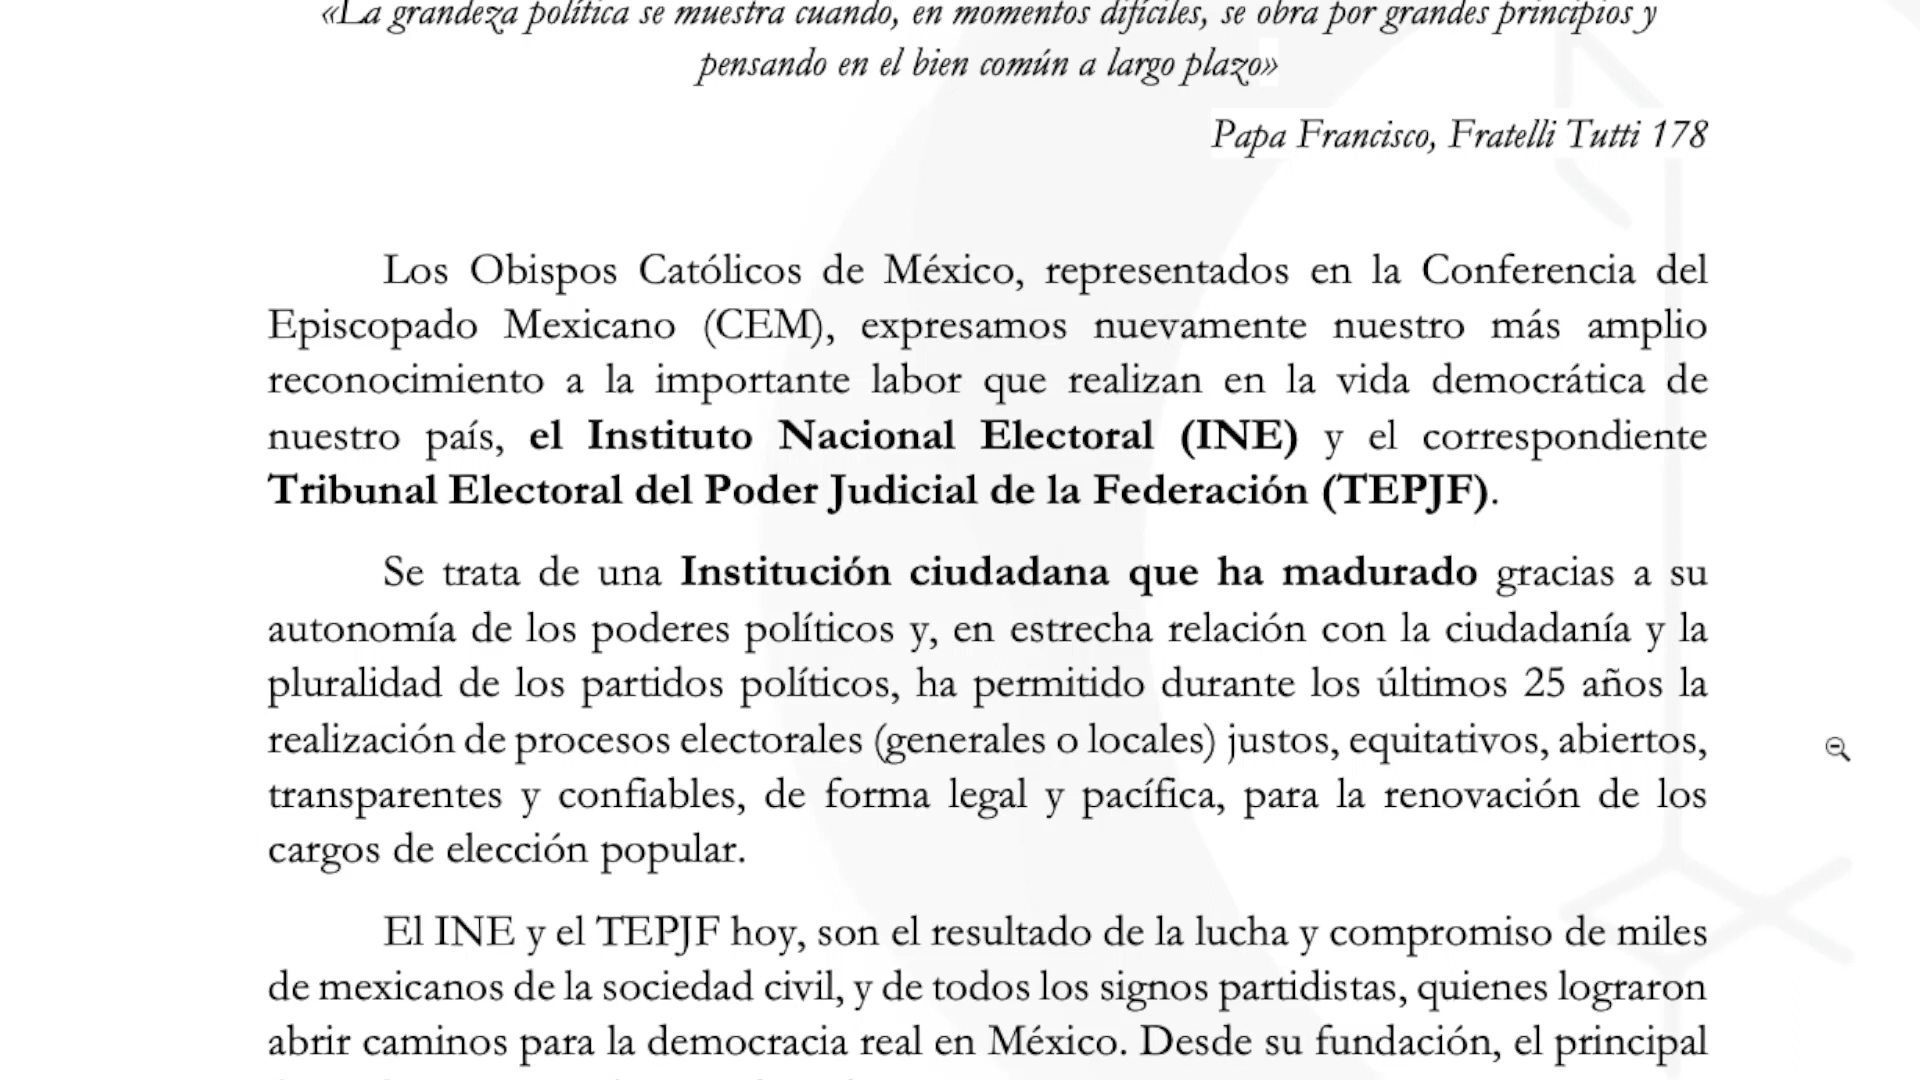 «La grandeza política se muestra cuando, en momentos difíciles, se obra por grandes principios y
pensando en el bien común a largo plazo»
Papa Francisco, Fratelli Tutti 178
Los Obispos Católicos de México, representados en la Conferencia del
Episcopado Mexicano (CEM), expresamos nuevamente nuestro más amplio
reconocimiento a la importante labor que realizan en la vida democrática de
nuestro país, el Instituto Nacional Electoral (INE) y el correspondiente
Tribunal Electoral del Poder Judicial de la Federación (TEPJF).
Se trata de una Institución ciudadana que ha madurado gracias a su
autonomía de los poderes políticos y, en estrecha relación con la ciudadanía y la
pluralidad de los partidos políticos, ha permitido durante los últimos 25 años la
realización de procesos electorales (generales o locales) justos, equitativos, abiertos,
transparentes y confiables, de forma legal y pacífica, para la renovación de los
cargos de elección popular.
El INE y el TEPJF hoy, son el resultado de la lucha y compromiso de miles
de mexicanos de la sociedad civil, y de todos los signos partidistas, quienes lograron
abrir caminos para la democracia real en México. Desde su fundación, el principal